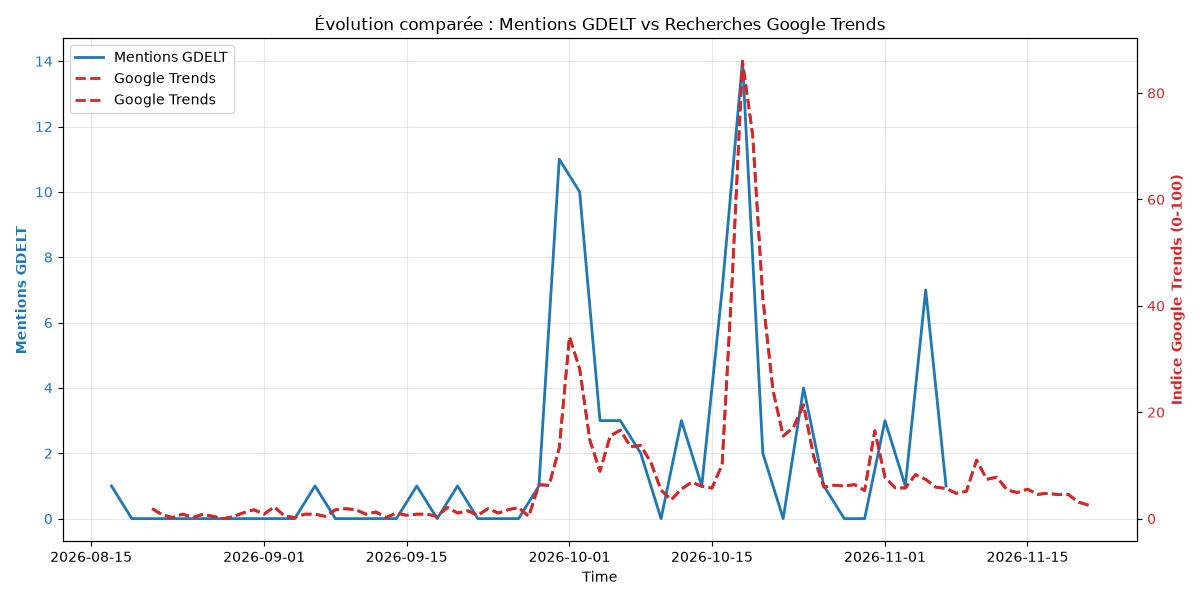 Évolution comparée : Mentions GDELT vs Recherches Google Trends
Mentions GDELT
Google Trends
Google Trends
Mentions GDELT
14
12
10
8
6
4
2
0
80
60
40
20
0
Indice Google Trends (0-100)
2026-08-15
2026-09-01
2026-09-15
2026-10-01
2026-10-15
2026-11-01
2026-11-15
Time